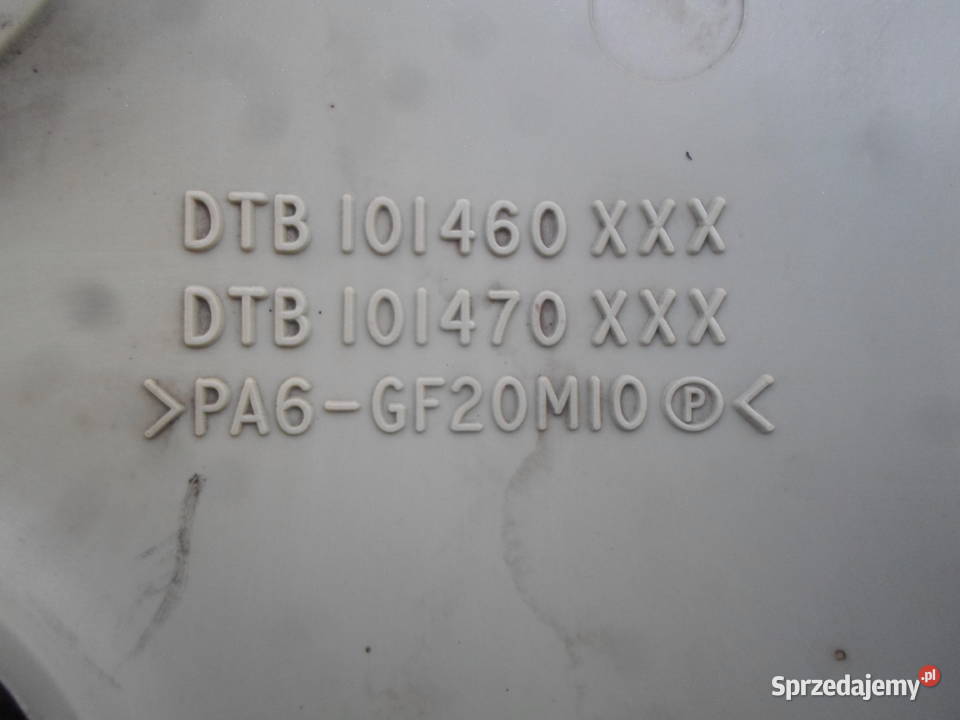 DTB 101460 XXX
DTB 101470 XXX
>PA6-GF20M10 Ⓟ<
Sprzedajemy.pl